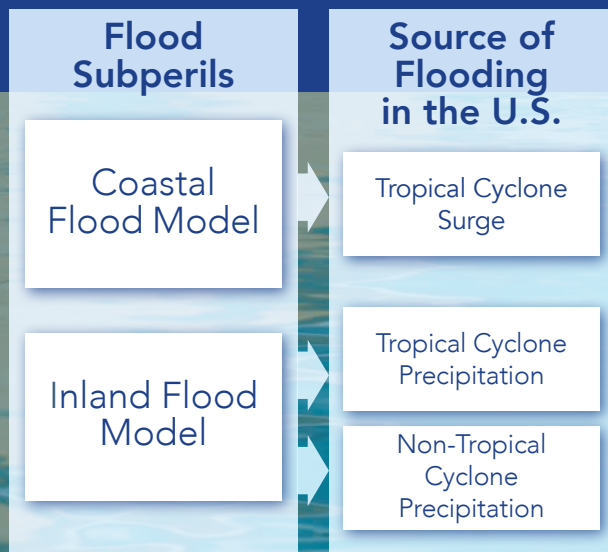 Flood
Subperils
Coastal
Flood Model
Inland Flood
Model
Source of
Flooding
in the U.S.
Tropical Cyclone
Surge
Tropical Cyclone
Precipitation
Non-Tropical
Cyclone
Precipitation